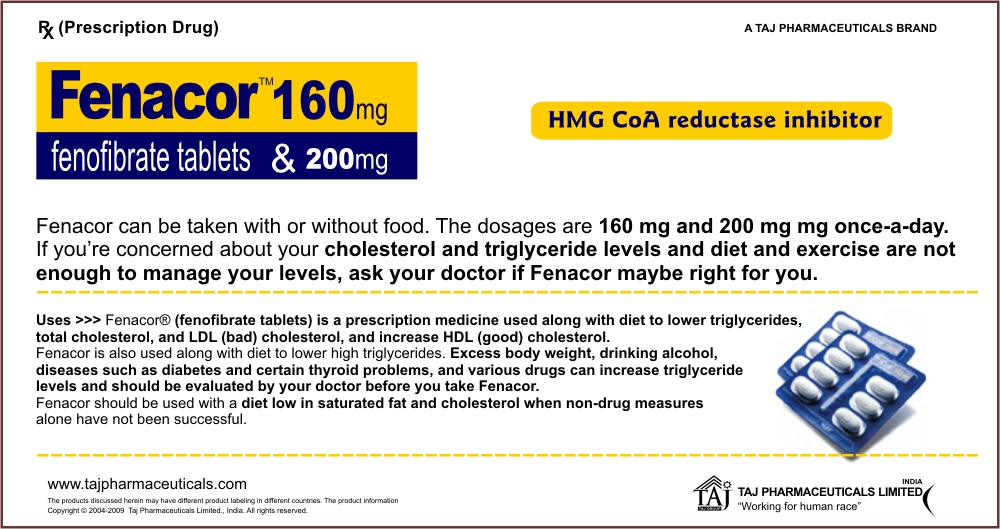 Rx (Prescription Drug)
A TAJ PHARMACEUTICALS BRAND
Fenacor™ 160mg
fenofibrate tablets & 200mg
HMG CoA reductase inhibitor
Fenacor can be taken with or without food. The dosages are 160 mg and 200 mg mg once-a-day.
If you’re concerned about your cholesterol and triglyceride levels and diet and exercise are not
enough to manage your levels, ask your doctor if Fenacor maybe right for you.
Uses >>> Fenacor® (fenofibrate tablets) is a prescription medicine used along with diet to lower triglycerides,
total cholesterol, and LDL (bad) cholesterol, and increase HDL (good) cholesterol.
Fenacor is also used along with diet to lower high triglycerides. Excess body weight, drinking alcohol,
diseases such as diabetes and certain thyroid problems, and various drugs can increase triglyceride
levels and should be evaluated by your doctor before you take Fenacor.
Fenacor should be used with a diet low in saturated fat and cholesterol when non-drug measures
alone have not been successful.
www.tajpharmaceuticals.com
The products discussed herein may have different product labeling in different countries. The product information
Copyright © 2004-2009 Taj Pharmaceuticals Limited., India. All rights reserved.
TAJ
TAJ GROUP
INDIA
TAJ PHARMACEUTICALS LIMITED
“Working for human race”